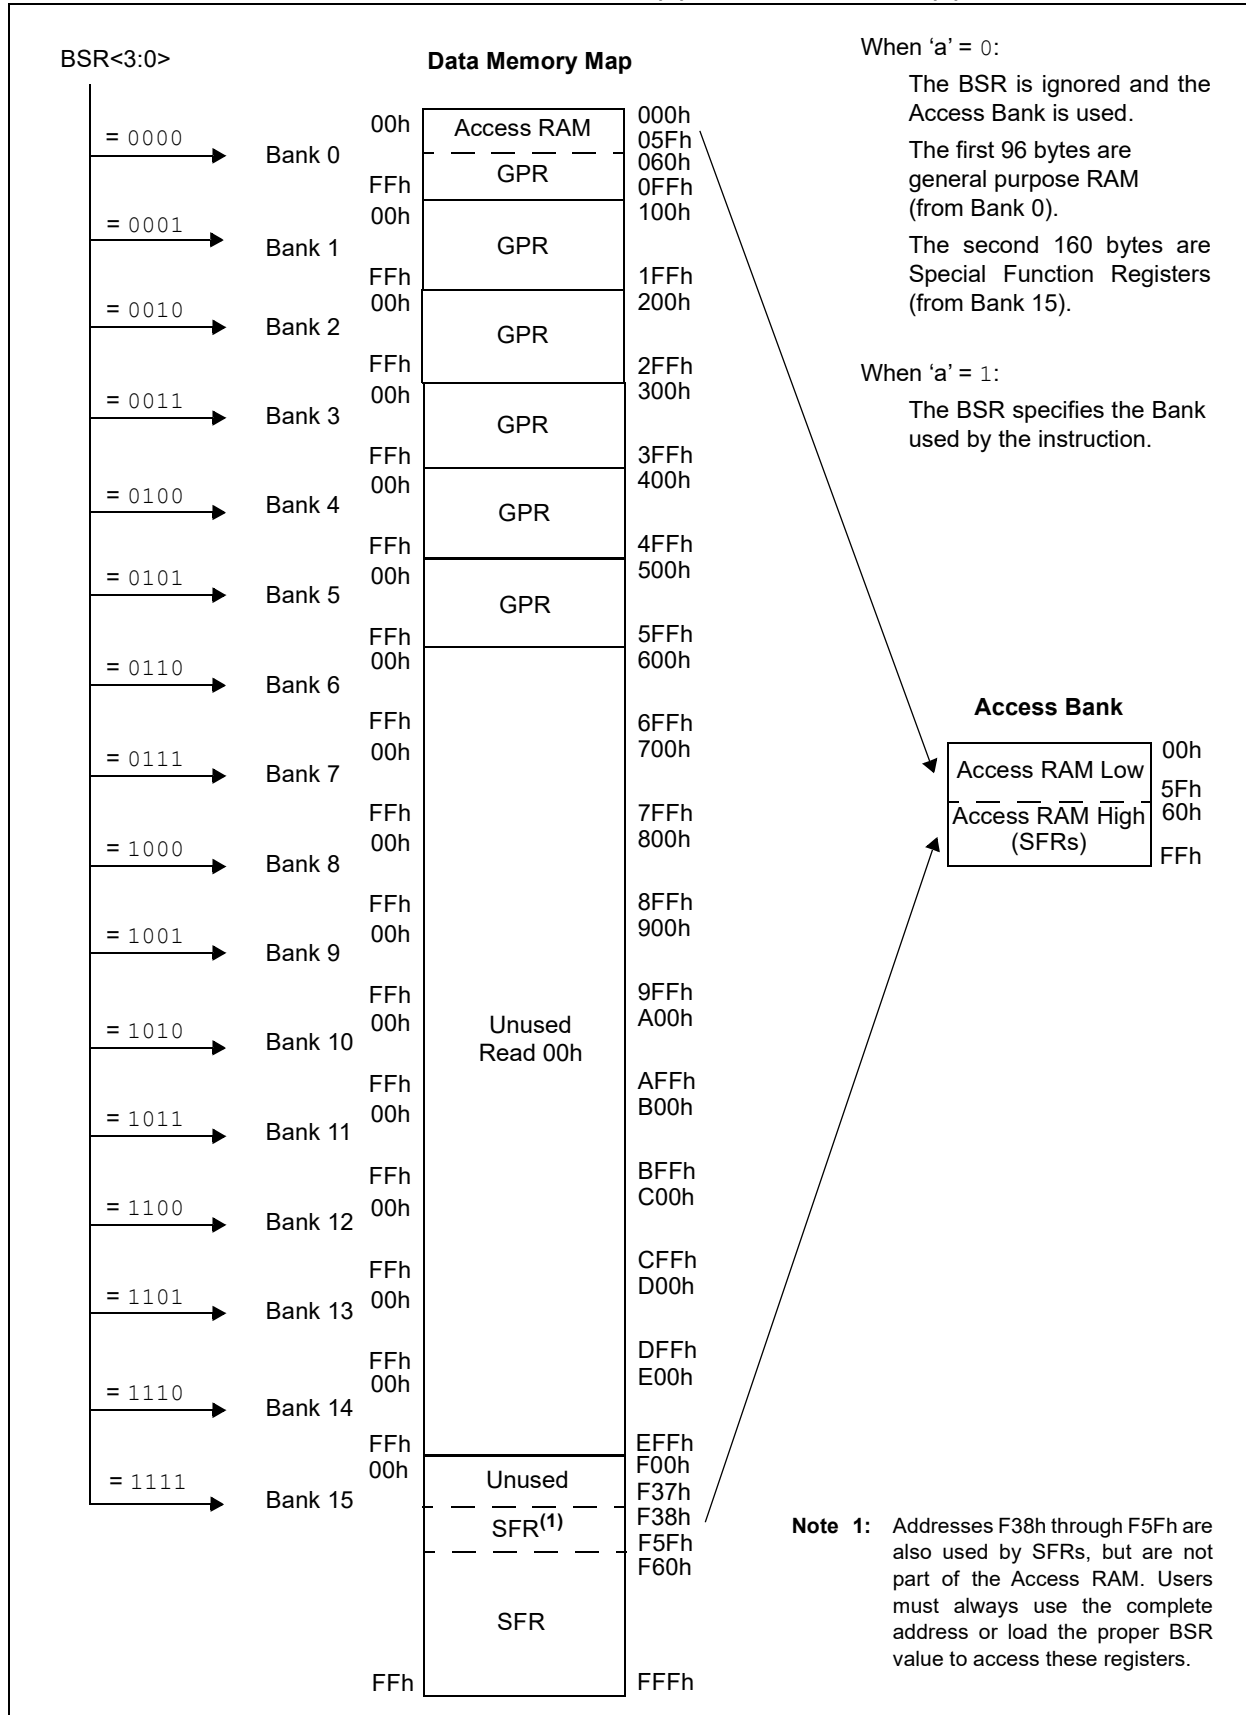 BSR<3:0>
Data Memory Map
= 0000
Bank 0
00h
Access RAM
000h
05Fh
060h
FFh
GPR
0FFh
= 0001
Bank 1
00h
GPR
100h
FFh
1FFh
= 0010
Bank 2
00h
GPR
200h
FFh
2FFh
= 0011
Bank 3
00h
GPR
300h
FFh
3FFh
= 0100
Bank 4
00h
GPR
400h
FFh
4FFh
= 0101
Bank 5
00h
GPR
500h
FFh
5FFh
= 0110
Bank 6
00h
600h
FFh
6FFh
= 0111
Bank 7
00h
700h
FFh
7FFh
= 1000
Bank 8
00h
800h
FFh
8FFh
= 1001
Bank 9
00h
900h
FFh
9FFh
= 1010
Bank 10
00h
Unused
Read 00h
A00h
FFh
AFFh
= 1011
Bank 11
00h
B00h
FFh
BFFh
= 1100
Bank 12
00h
C00h
FFh
CFFh
= 1101
Bank 13
00h
D00h
FFh
DFFh
= 1110
Bank 14
00h
E00h
FFh
EFFh
= 1111
Bank 15
00h
Unused
F00h
F37h
SFR(1)
F38h
F5Fh
F60h
SFR
FFh
FFFh
When ‘a’ = 0:
The BSR is ignored and the
Access Bank is used.
The first 96 bytes are
general purpose RAM
(from Bank 0).
The second 160 bytes are
Special Function Registers
(from Bank 15).
When ‘a’ = 1:
The BSR specifies the Bank
used by the instruction.
Access Bank
Access RAM Low
00h
5Fh
Access RAM High
(SFRs)
60h
FFh
Note 1: Addresses F38h through F5Fh are
also used by SFRs, but are not
part of the Access RAM. Users
must always use the complete
address or load the proper BSR
value to access these registers.